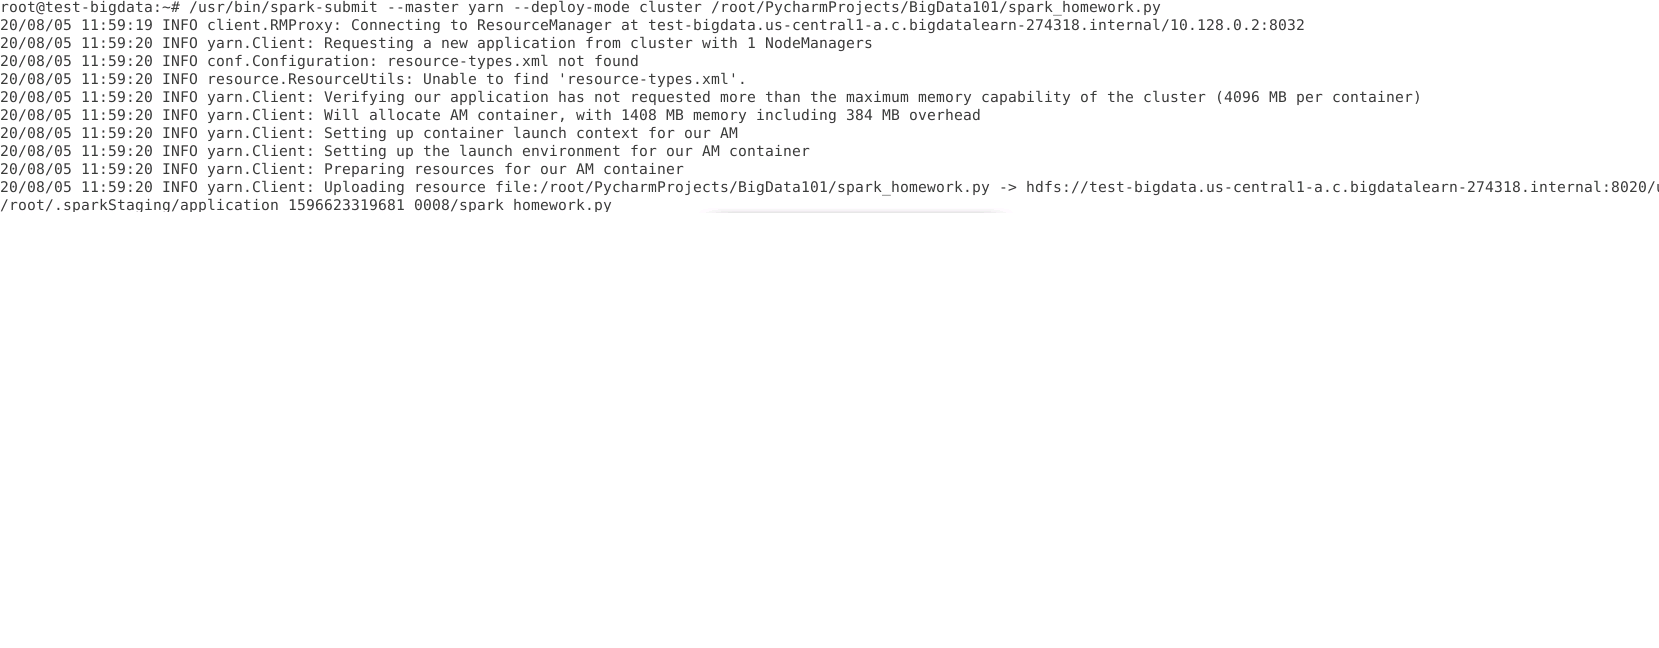 root@test-bigdata:~# /usr/bin/spark-submit --master yarn --deploy-mode cluster /root/PycharmProjects/BigData101/spark_homework.py
20/08/05 11:59:19 INFO client.RMProxy: Connecting to ResourceManager at test-bigdata.us-central1-a.c.bigdatalearn-274318.internal/10.128.0.2:8032
20/08/05 11:59:20 INFO yarn.Client: Requesting a new application from cluster with 1 NodeManagers
20/08/05 11:59:20 INFO conf.Configuration: resource-types.xml not found
20/08/05 11:59:20 INFO resource.ResourceUtils: Unable to find 'resource-types.xml'.
20/08/05 11:59:20 INFO yarn.Client: Verifying our application has not requested more than the maximum memory capability of the cluster (4096 MB per container)
20/08/05 11:59:20 INFO yarn.Client: Will allocate AM container, with 1408 MB memory including 384 MB overhead
20/08/05 11:59:20 INFO yarn.Client: Setting up container launch context for our AM
20/08/05 11:59:20 INFO yarn.Client: Setting up the launch environment for our AM container
20/08/05 11:59:20 INFO yarn.Client: Preparing resources for our AM container
20/08/05 11:59:20 INFO yarn.Client: Uploading resource file:/root/PycharmProjects/BigData101/spark_homework.py -> hdfs://test-bigdata.us-central1-a.c.bigdatalearn-274318.internal:8020/u
/root/.sparkStaging/application_1596623319681_0008/spark_homework.py